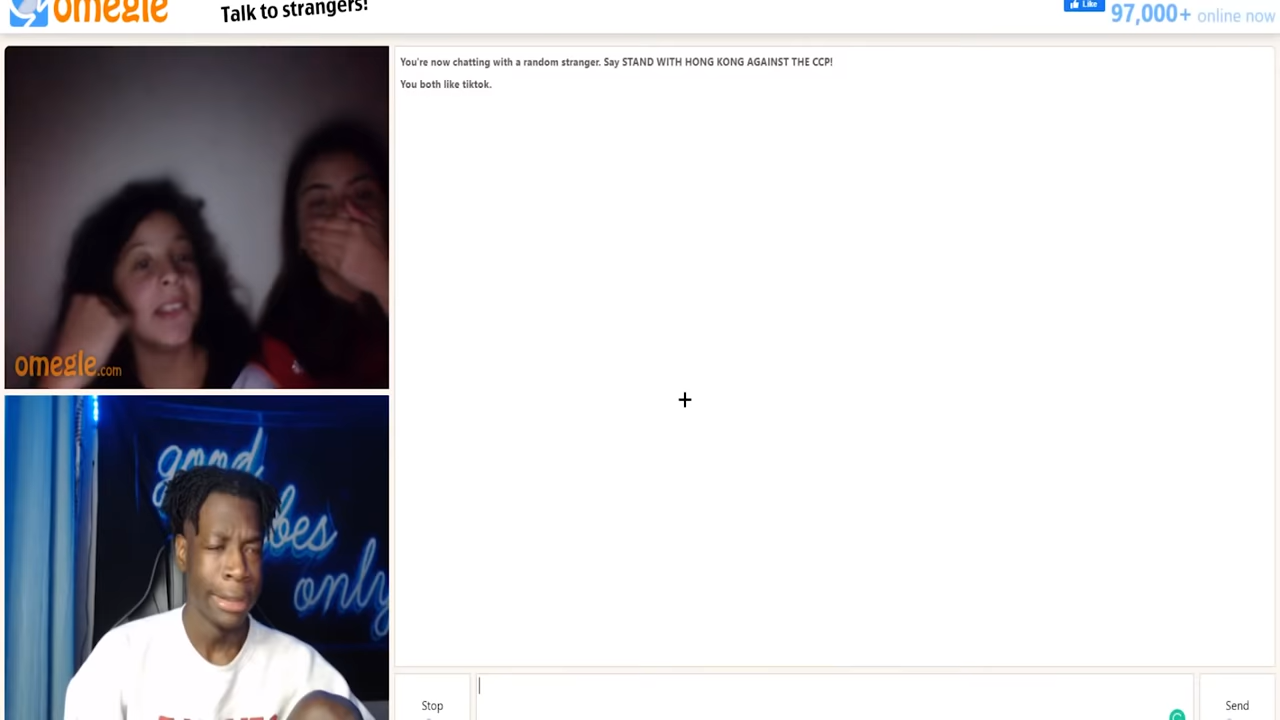 omegle
Talk to strangers!
Like
97,000+ online now
You're now chatting with a random stranger. Say STAND WITH HONG KONG AGAINST THE CCP!
You both like tiktok.
omegle.com
good
vibes
only
Stop
Send